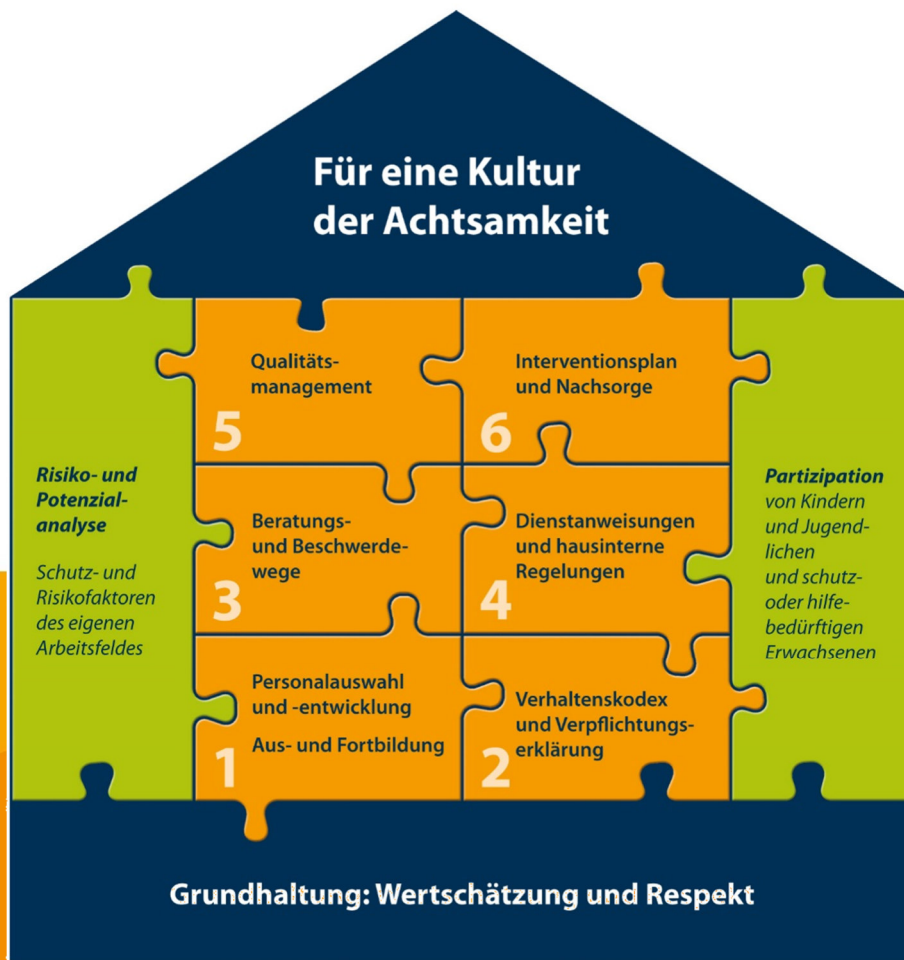 Für eine Kultur
der Achtsamkeit
Risiko- und
Potenzial-
analyse
Schutz- und
Risikofaktoren
des eigenen
Arbeitsfeldes
Qualitäts-
management
5
Interventionsplan
und Nachsorge
6
Beratungs-
und Beschwerde-
wege
3
Dienstanweisungen
und hausinterne
Regelungen
4
Personalauswahl
und -entwicklung
Aus- und Fortbildung
1
Verhaltenskodex
und Verpflichtungs-
erklärung
2
Partizipation
von Kindern
und Jugend-
lichen
und schutz-
oder hilfe-
bedürftigen
Erwachsenen
Grundhaltung: Wertschätzung und Respekt